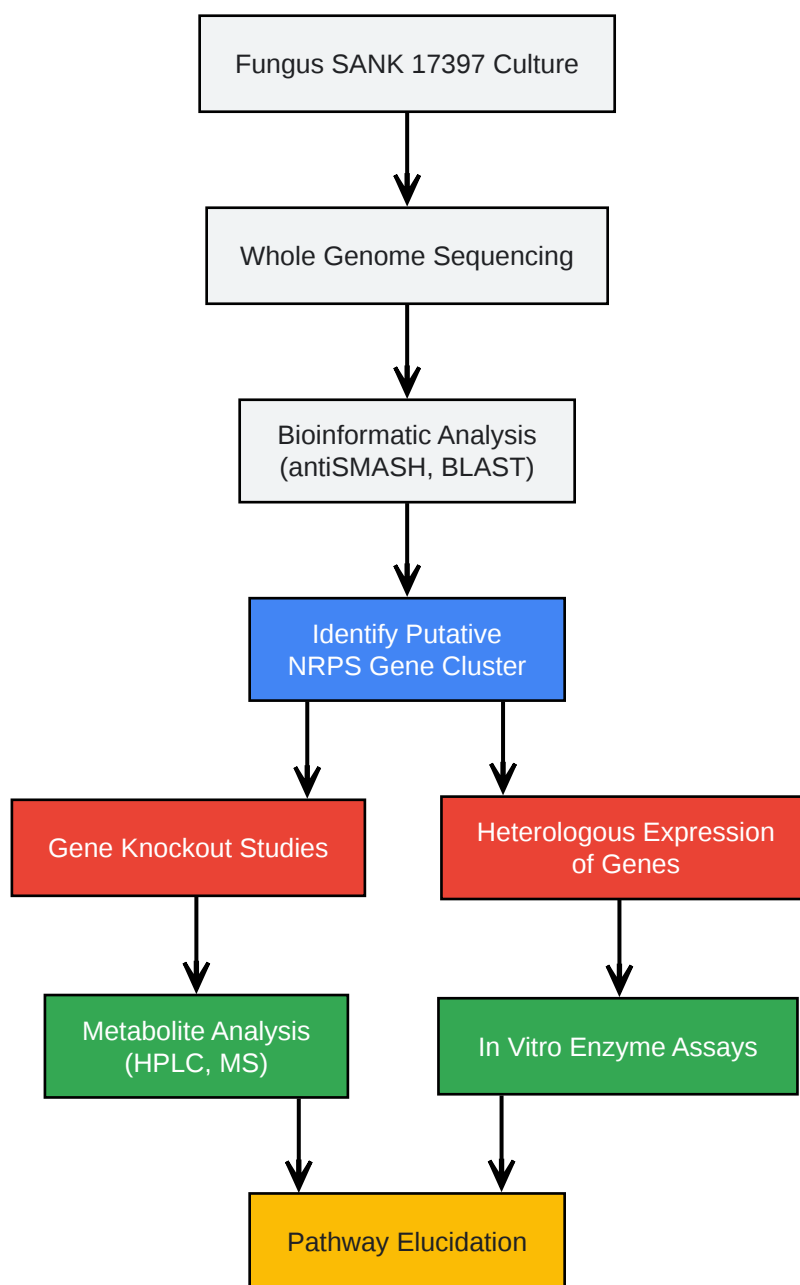 Fungus SANK 17397 Culture
Whole Genome Sequencing
Bioinformatic Analysis
(antiSMASH, BLAST)
Identify Putative
NRPS Gene Cluster
Gene Knockout Studies
Heterologous Expression
of Genes
Metabolite Analysis
(HPLC, MS)
In Vitro Enzyme Assays
Pathway Elucidation